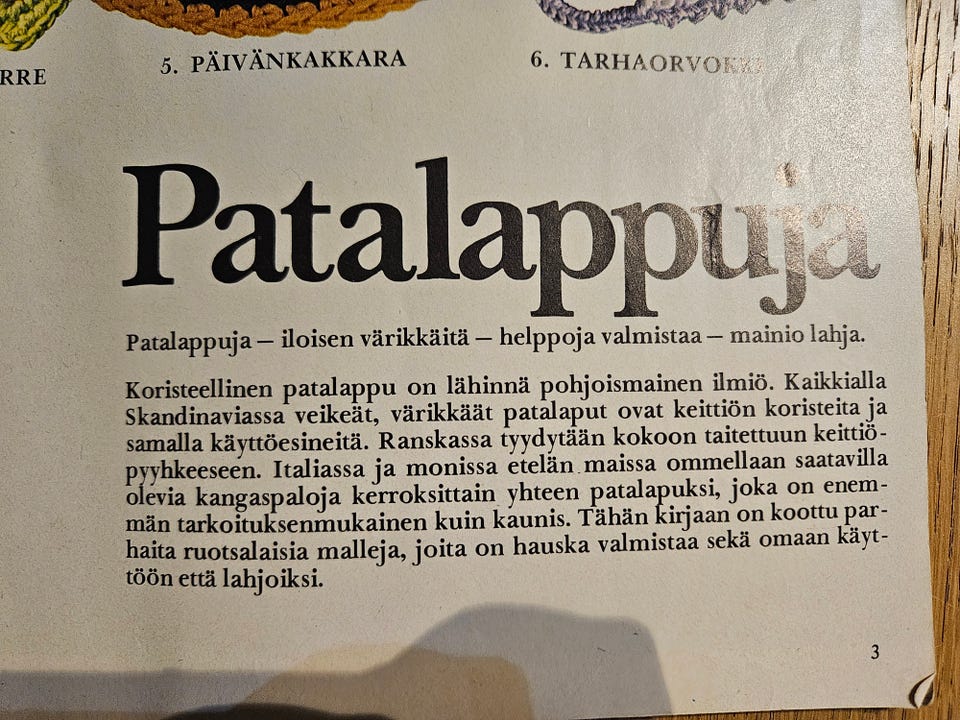 RRE
5. PÄIVÄNKAKKARA
6. TARHAORVOKKI
Patalappuja
Patalappuja — iloisen värikkäitä — helppoja valmistaa — mainio lahja.
Koristeellinen patalappu on lähinnä pohjoismainen ilmiö. Kaikkialla
Skandinaviassa veikeät, värikkäät patalaput ovat keittiön koristeita ja
samalla käyttöesineitä. Ranskassa tyydytään kokoon taitettuun keittiö-
pyyhkeeseen. Italiassa ja monissa etelän maissa ommellaan saatavilla
olevia kangaspaloja kerroksittain yhteen patalapuksi, joka on enem-
män tarkoituksenmukainen kuin kaunis. Tähän kirjaan on koottu par-
haita ruotsalaisia malleja, joita on hauska valmistaa sekä omaan käyt-
töön että lahjoiksi.
3